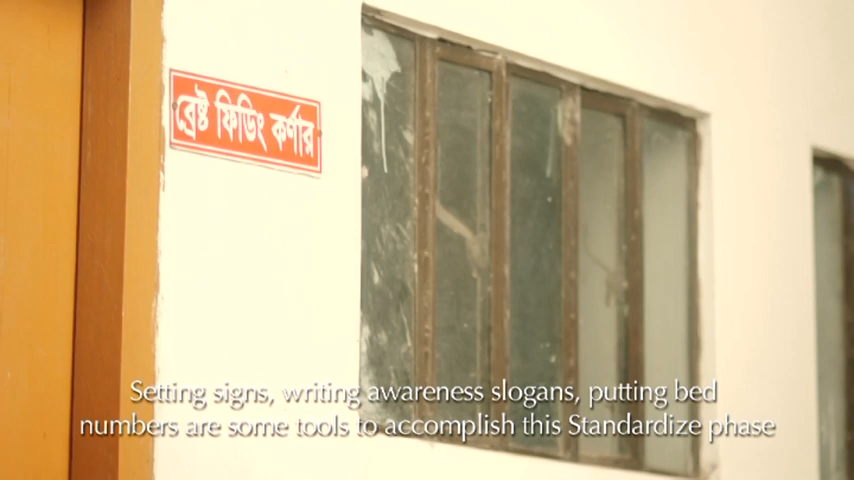 ব্রেষ্ট ফিডিং কর্ণার
Setting signs, writing awareness slogans, putting bed
numbers are some tools to accomplish this Standardize phase